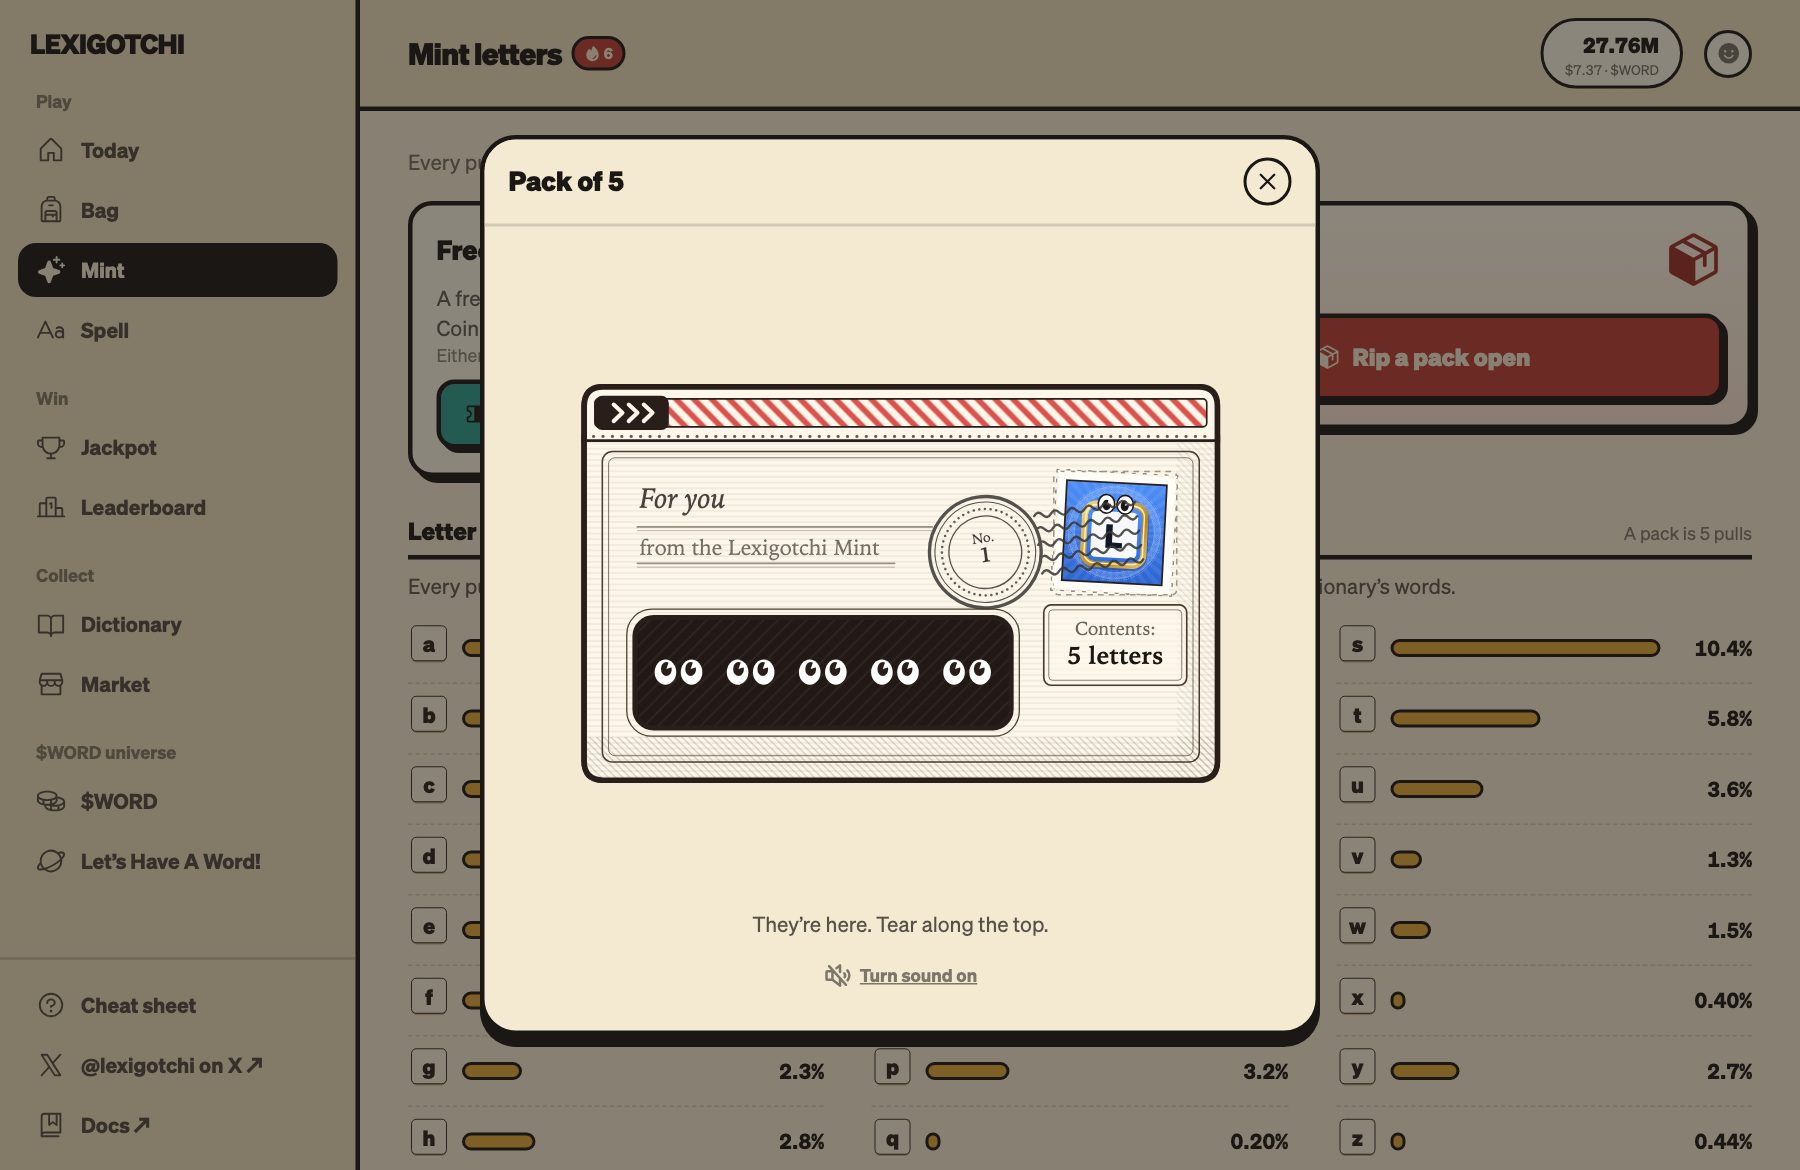 LEXIGOTCHI
Play
Today
Bag
Mint
Aa Spell
Win
Jackpot
Leaderboard
Collect
Dictionary
Market
$WORD universe
$WORD
Let's Have A Word!
Cheat sheet
@lexigotchi on X
Docs
Mint letters 6
27.76M
$7.37 · $WORD
Every
Free
A fre
Coin
Either
Rip a pack open
Letter
A pack is 5 pulls
Every
ionary's words.
Pack of 5
For you
from the Lexigotchi Mint
No.
1
L
Contents:
5 letters
They're here. Tear along the top.
Turn sound on
a
b
c
d
e
f
g 2.3%
h 2.8%
p 3.2%
q 0.20%
s 10.4%
t 5.8%
u 3.6%
v 1.3%
w 1.5%
x 0.40%
y 2.7%
z 0.44%